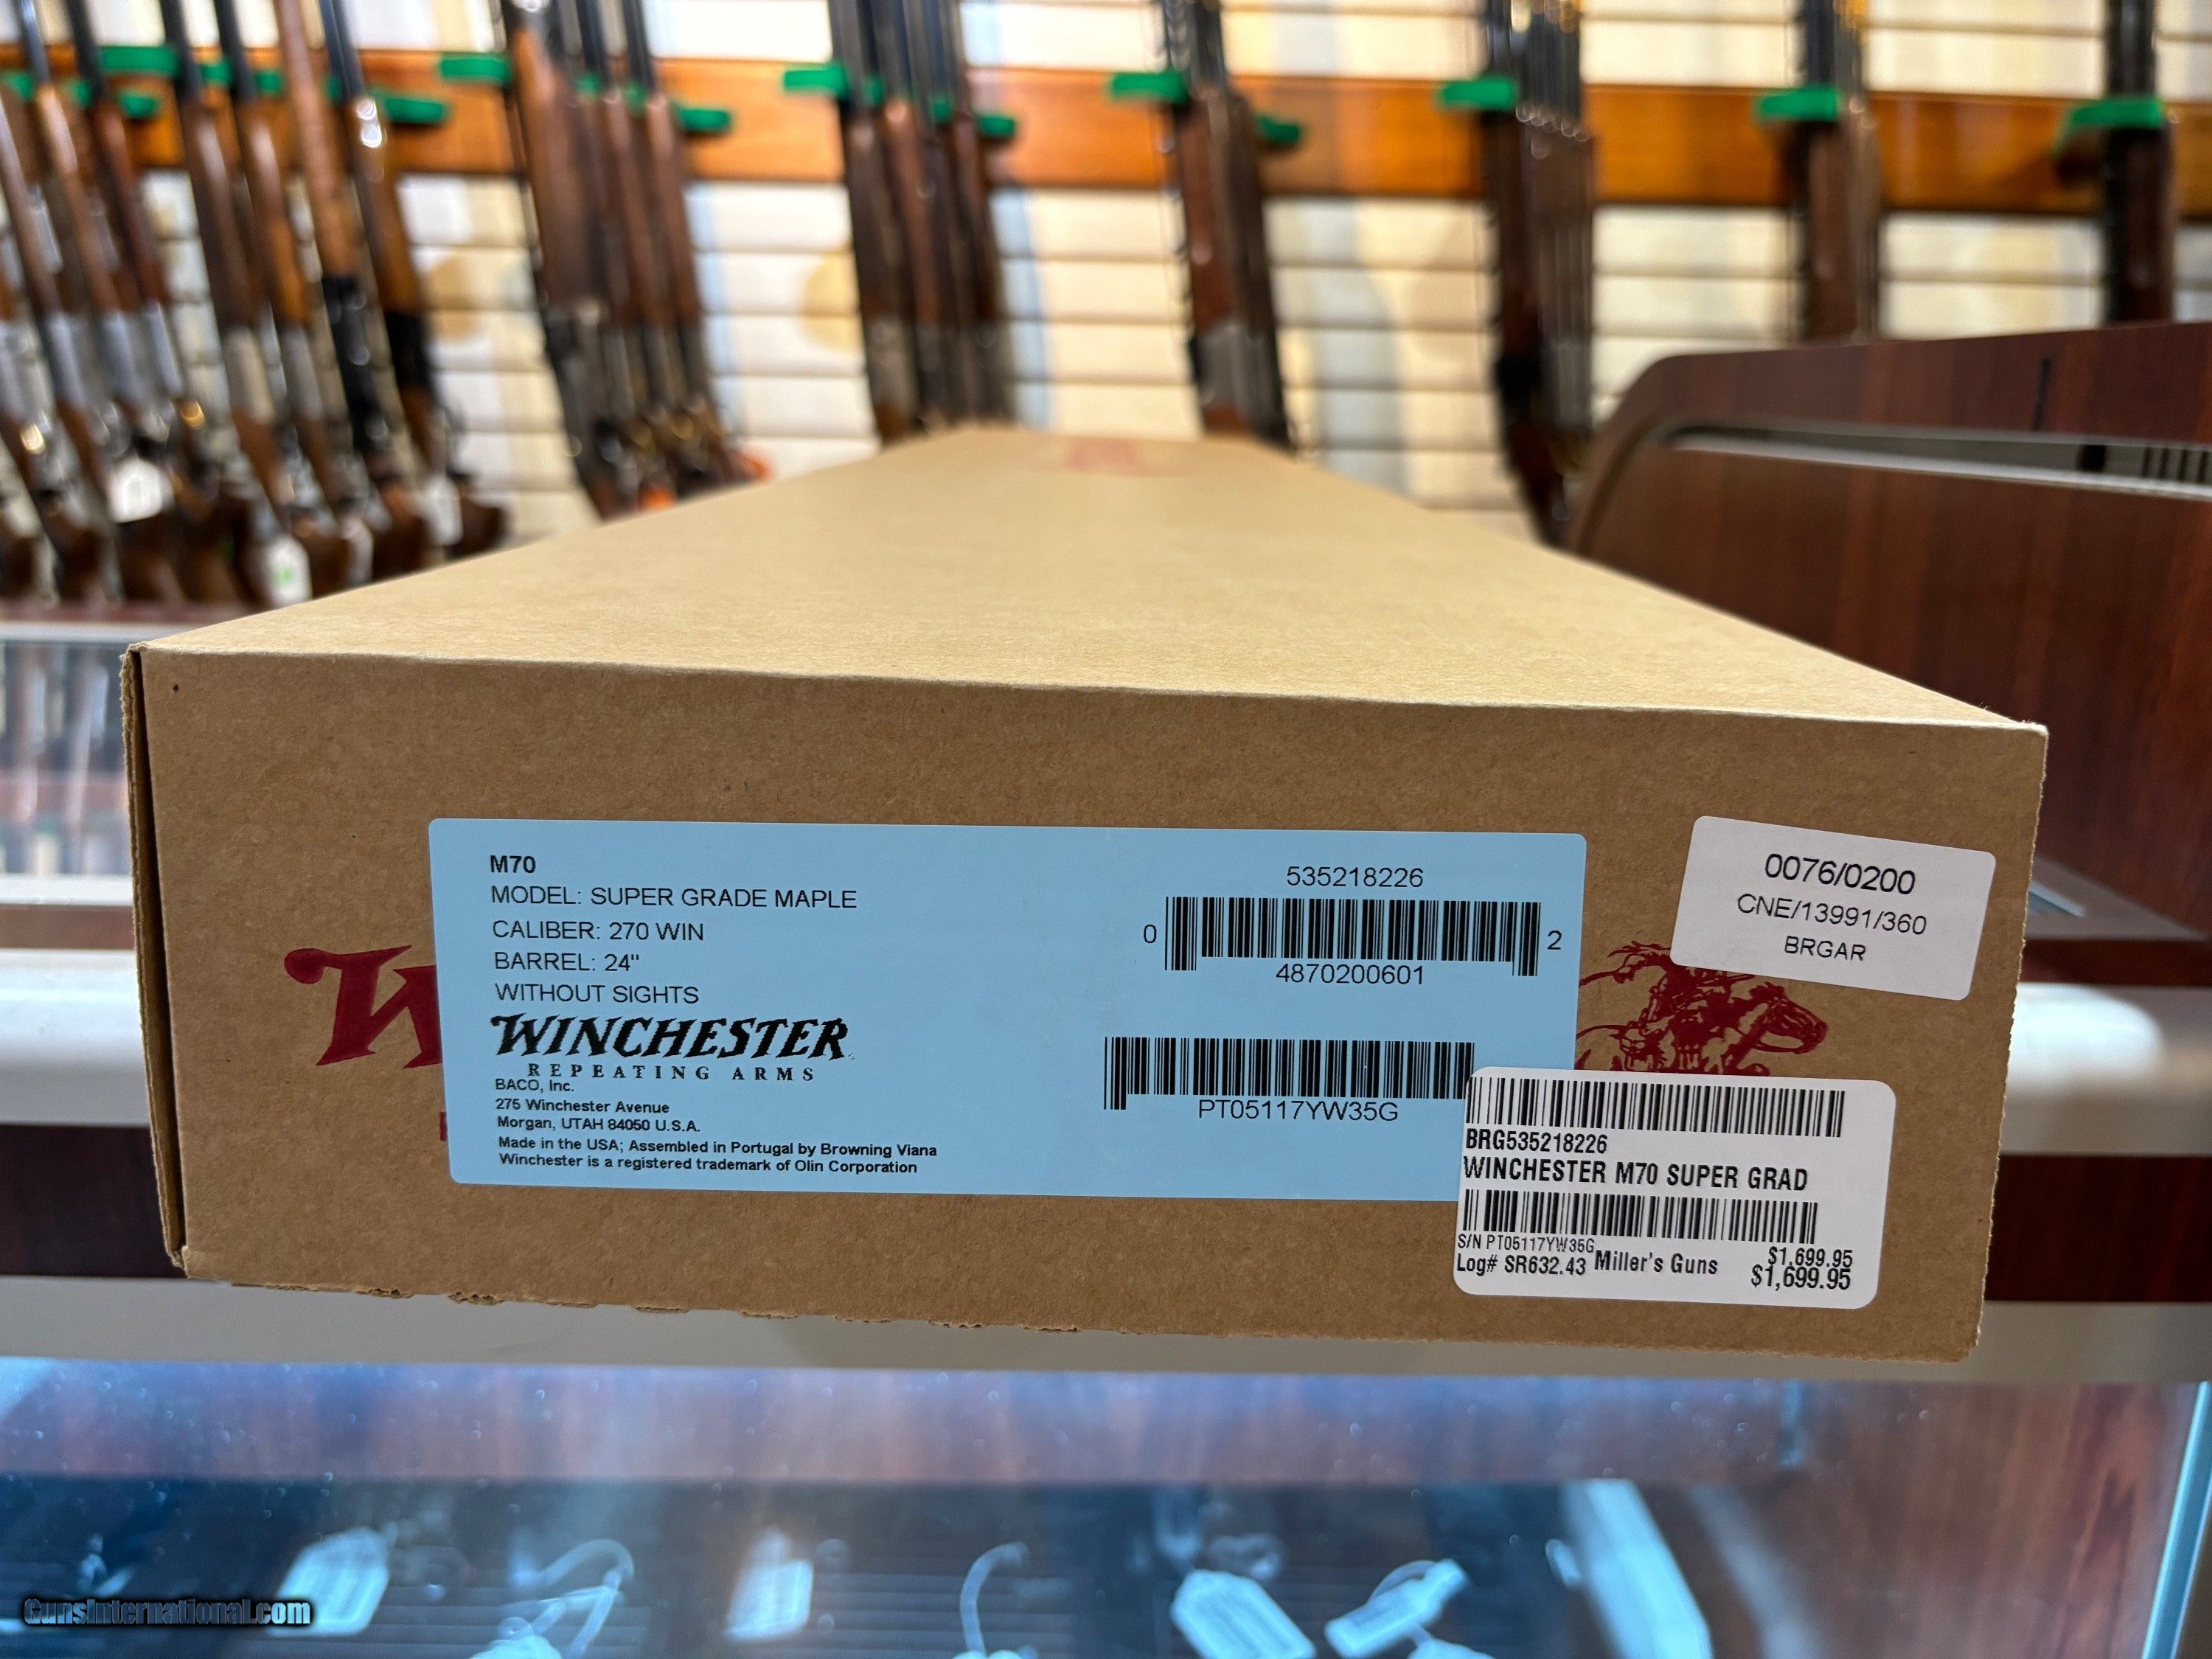 M70
MODEL: SUPER GRADE MAPLE
CALIBER: 270 WIN
BARREL: 24"
WITHOUT SIGHTS
WINCHESTER
REPEATING ARMS
BACO, Inc.
275 Winchester Avenue
Morgan, UTAH 84050 U.S.A.
Made in the USA; Assembled in Portugal by Browning Viana
Winchester is a registered trademark of Olin Corporation
535218226
0 2
4870200601
PT05117YW35G
0076/0200
CNE/13991/360
BRGAR
BRG535218226
WINCHESTER M70 SUPER GRAD
S/N PT05117YW35G
$1,699.95
Log# SR632.43 Miller's Guns $1,699.95
W
GunsInternational.com